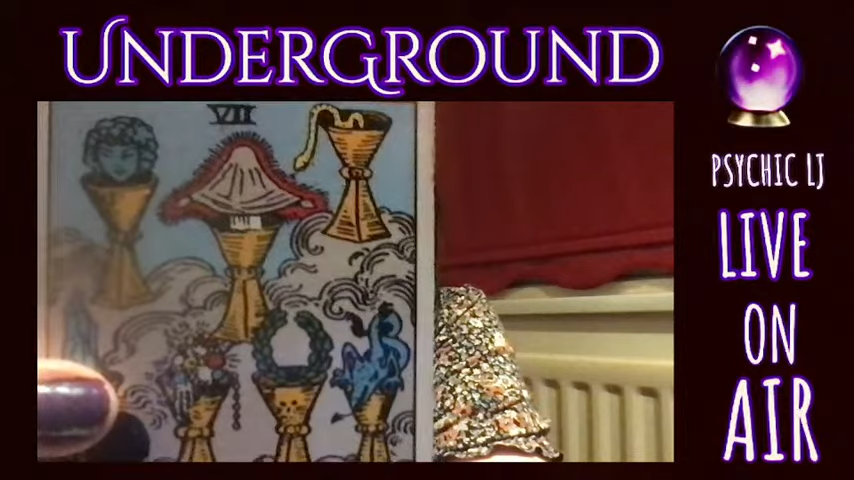 UNDERGROUND
VII
PSYCHIC LJ
LIVE
ON
AIR